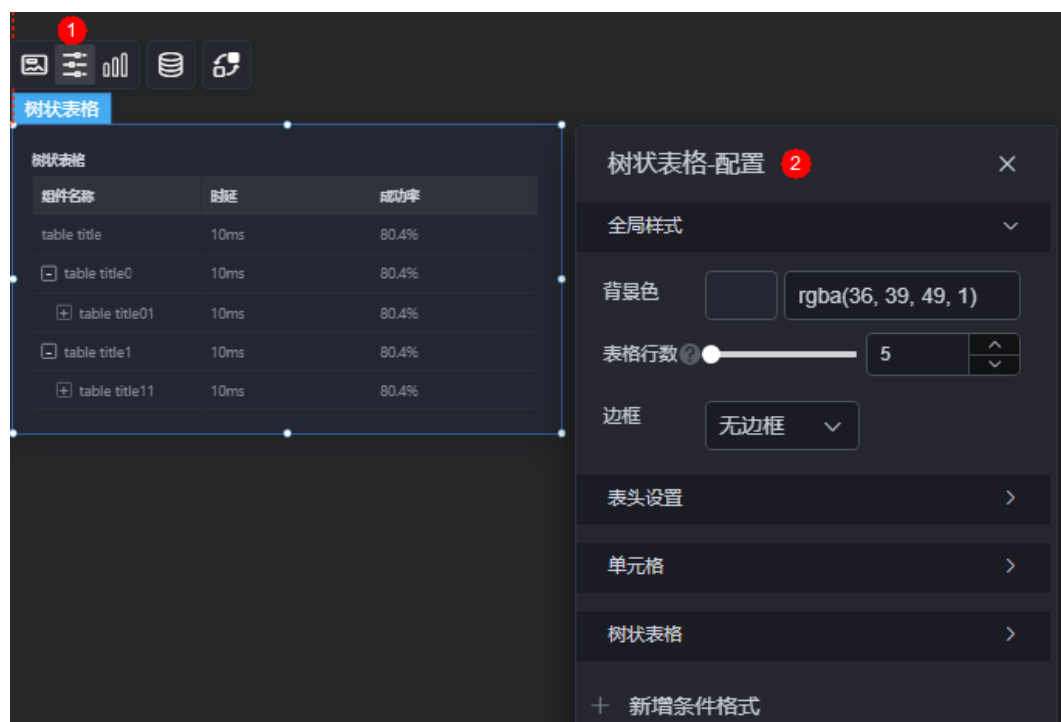 1
树状表格
树状表格
组件名称 时延 成功率
table title 10ms 80.4%
table title0 10ms 80.4%
table title01 10ms 80.4%
table title1 10ms 80.4%
table title11 10ms 80.4%
树状表格-配置 2
全局样式
背景色 rgba(36, 39, 49, 1)
表格行数 5
边框 无边框
表头设置
单元格
树状表格
新增条件格式